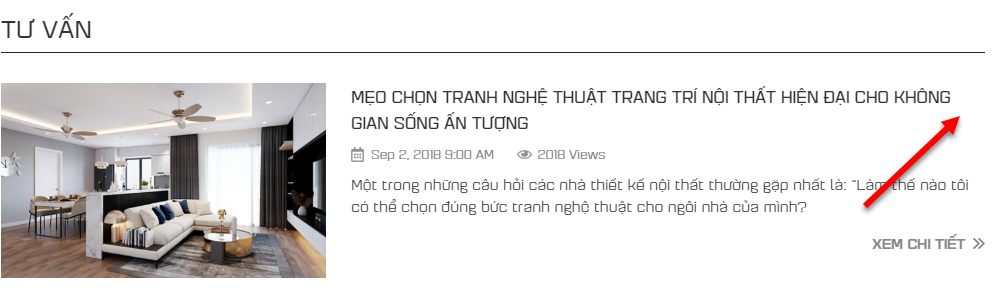 TƯ VẤN
MẸO CHỌN TRANH NGHỆ THUẬT TRANG TRÍ NỘI THẤT HIỆN ĐẠI CHO KHÔNG
GIAN SỐNG ẤN TƯỢNG
Sep 2, 2018 9:00 AM 2018 Views
Một trong những câu hỏi các nhà thiết kế nội thất thường gặp nhất là: “Làm thế nào tôi
có thể chọn đúng bức tranh nghệ thuật cho ngôi nhà của mình?
XEM CHI TIẾT